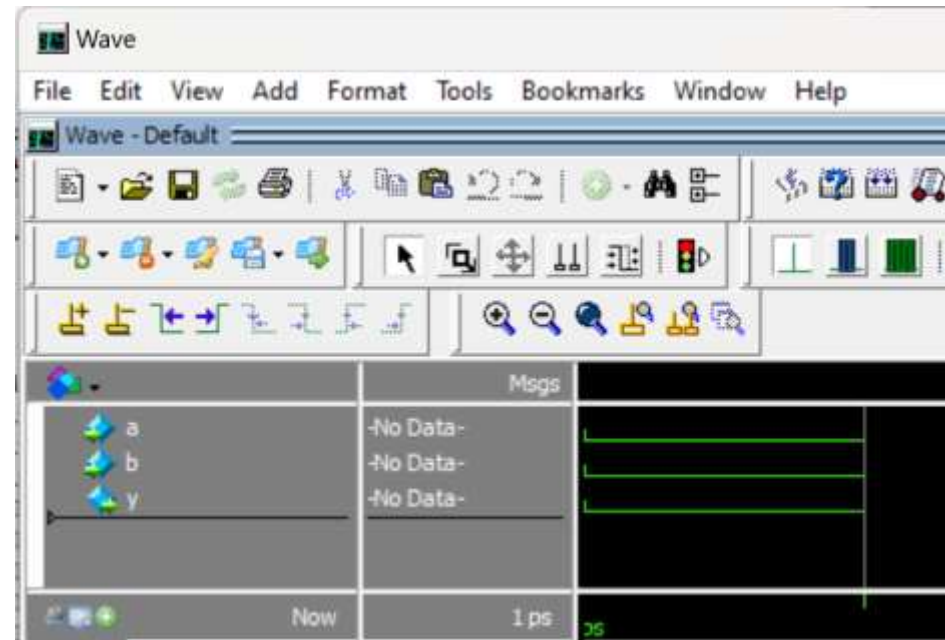 Wave
File Edit View Add Format Tools Bookmarks Window Help
Wave - Default
Msgs
a -No Data-
b -No Data-
y -No Data-
Now 1 ps
ps